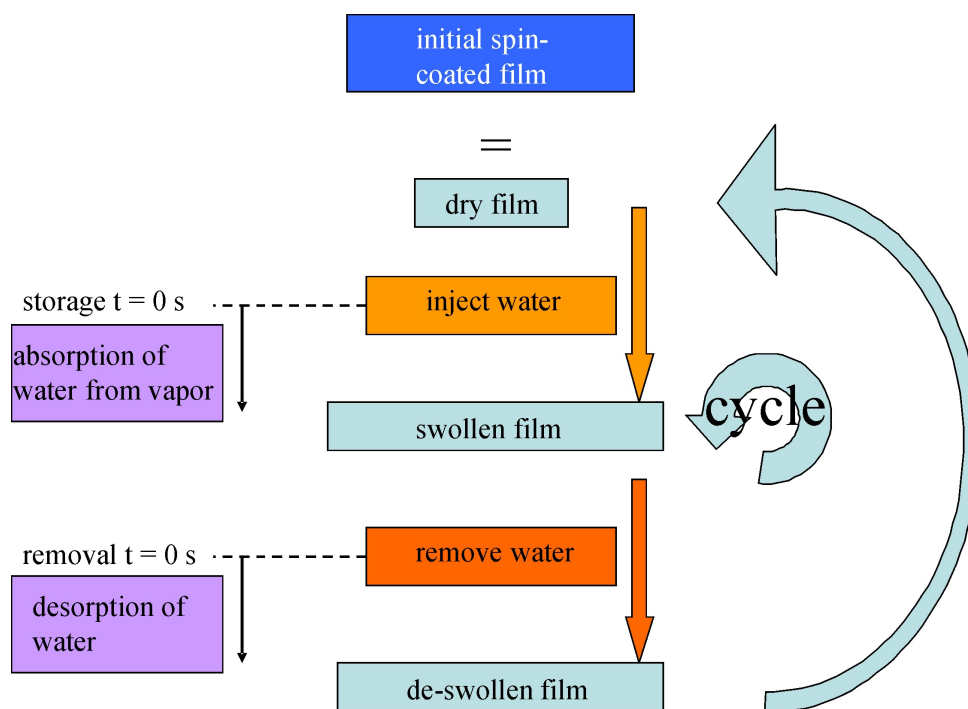 initial spin-
coated film
=
dry film
storage t = 0 s
inject water
absorption of
water from vapor
swollen film
cycle
removal t = 0 s
remove water
desorption of
water
de-swollen film